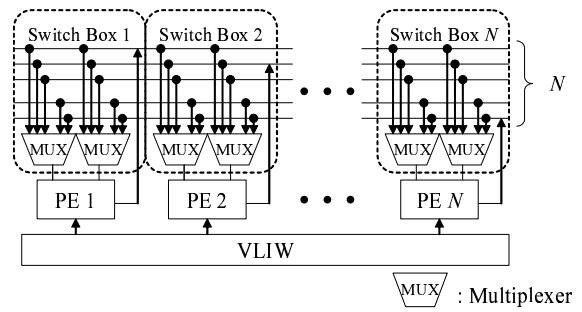 Switch Box 1 Switch Box 2 Switch Box N
N
MUX MUX MUX MUX MUX MUX
PE 1 PE 2 PE N
VLIW
MUX : Multiplexer